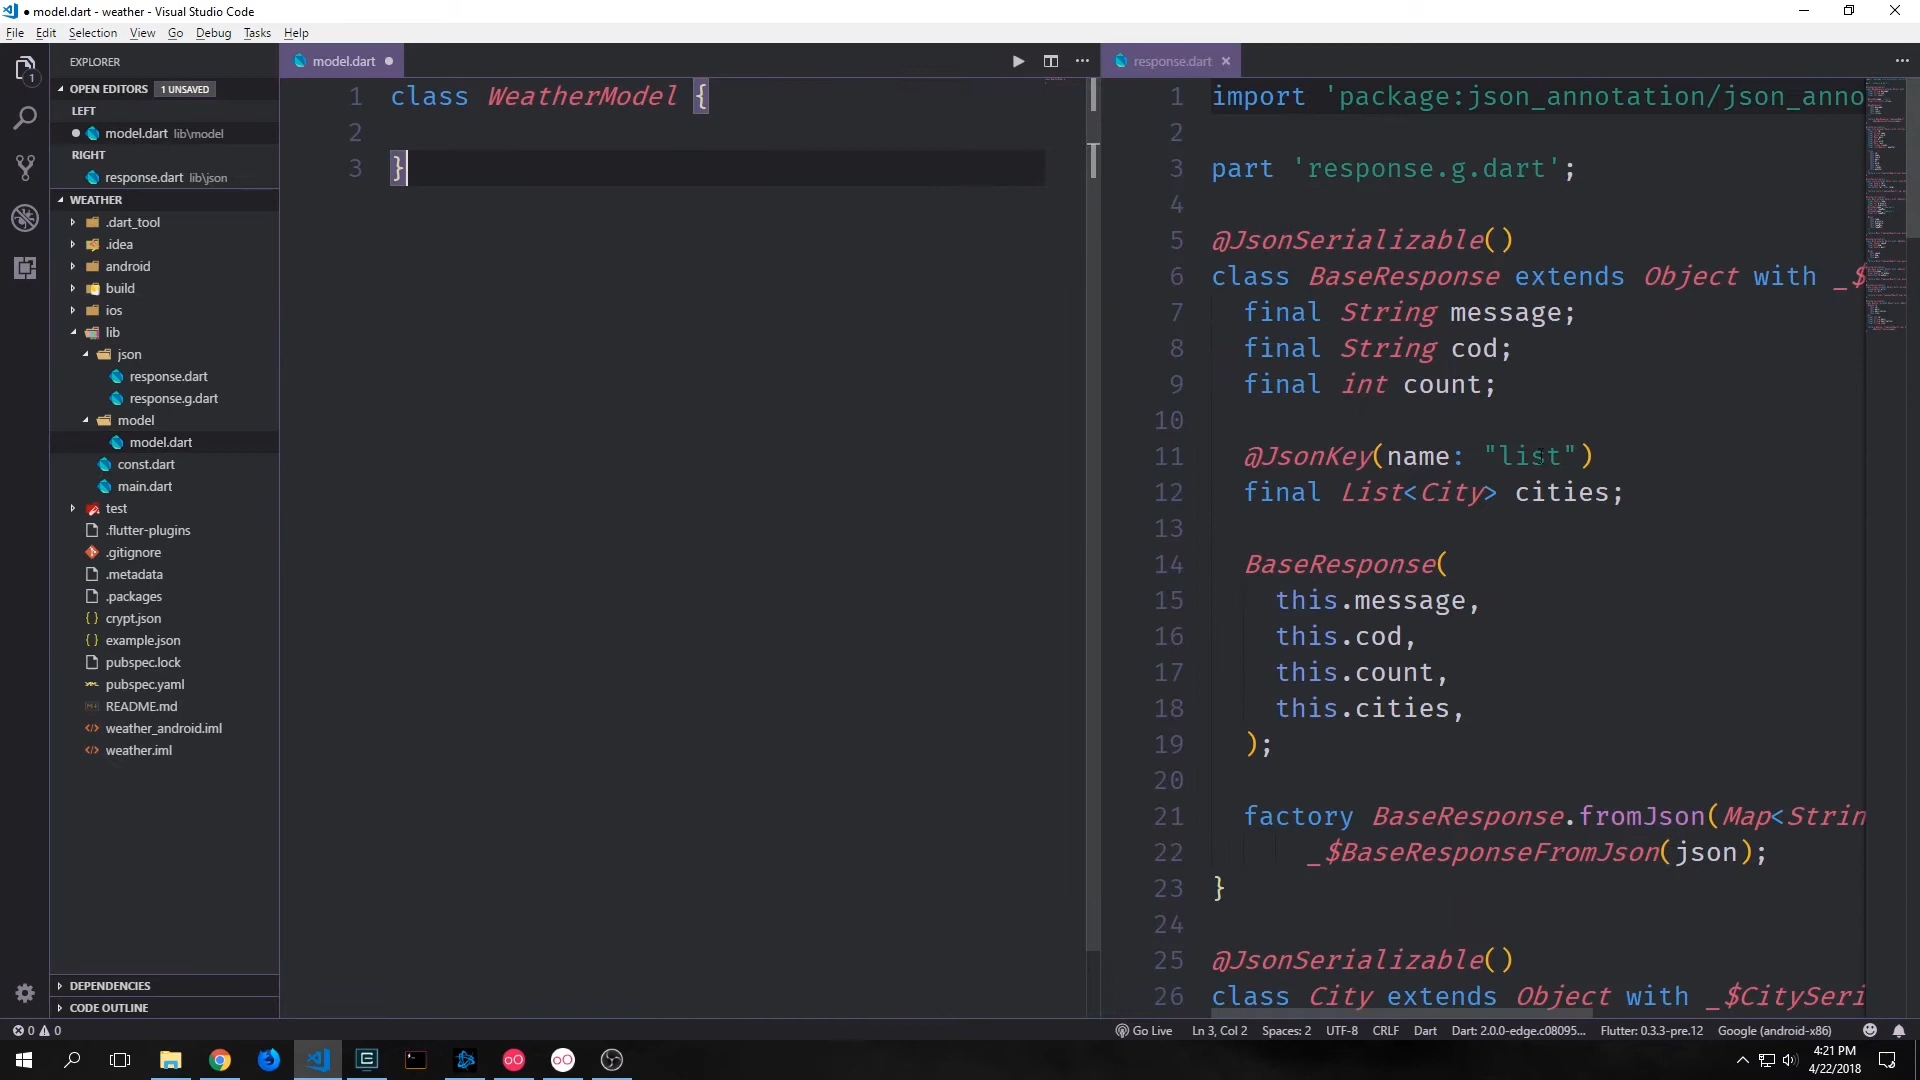 ● model.dart - weather - Visual Studio Code
File Edit Selection View Go Debug Tasks Help
1
EXPLORER
OPEN EDITORS 1 UNSAVED
LEFT
model.dart lib\model
RIGHT
response.dart lib\json
WEATHER
.dart_tool
.idea
android
build
ios
lib
json
response.dart
response.g.dart
model
model.dart
const.dart
main.dart
test
.flutter-plugins
.gitignore
.metadata
.packages
crypt.json
example.json
pubspec.lock
pubspec.yaml
README.md
weather_android.iml
weather.iml
DEPENDENCIES
CODE OUTLINE
model.dart
1 class WeatherModel {
2
3 }
response.dart
1 import 'package:json_annotation/json_anno
2
3 part 'response.g.dart';
4
5 @JsonSerializable()
6 class BaseResponse extends Object with _$
7 final String message;
8 final String cod;
9 final int count;
10
11 @JsonKey(name: "list")
12 final List<City> cities;
13
14 BaseResponse(
15 this.message,
16 this.cod,
17 this.count,
18 this.cities,
19 );
20
21 factory BaseResponse.fromJson(Map<Strin
22 _$BaseResponseFromJson(json);
23 }
24
25 @JsonSerializable()
26 class City extends Object with _$CitySeri
0 0 Go Live Ln 3, Col 2 Spaces: 2 UTF-8 CRLF Dart Dart: 2.0.0-edge.c08095... Flutter: 0.3.3-pre.12 Google (android-x86)
4:21 PM
4/22/2018